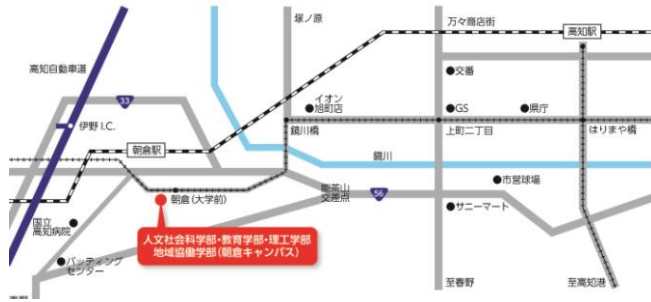 塚ノ原
万々商店街
高知駅
高知自動車道
交番
33
イオン
旭町店
GS
県庁
伊野 I.C.
朝倉駅
鏡川橋
上町二丁目
はりまや橋
鏡川
市営球場
能茶山
交差点
56
朝倉(大学前)
サニーマート
国立
高知病院
人文社会科学部・教育学部・理工学部
地域協働学部(朝倉キャンパス)
バッティング
センター
至春野
至高知港